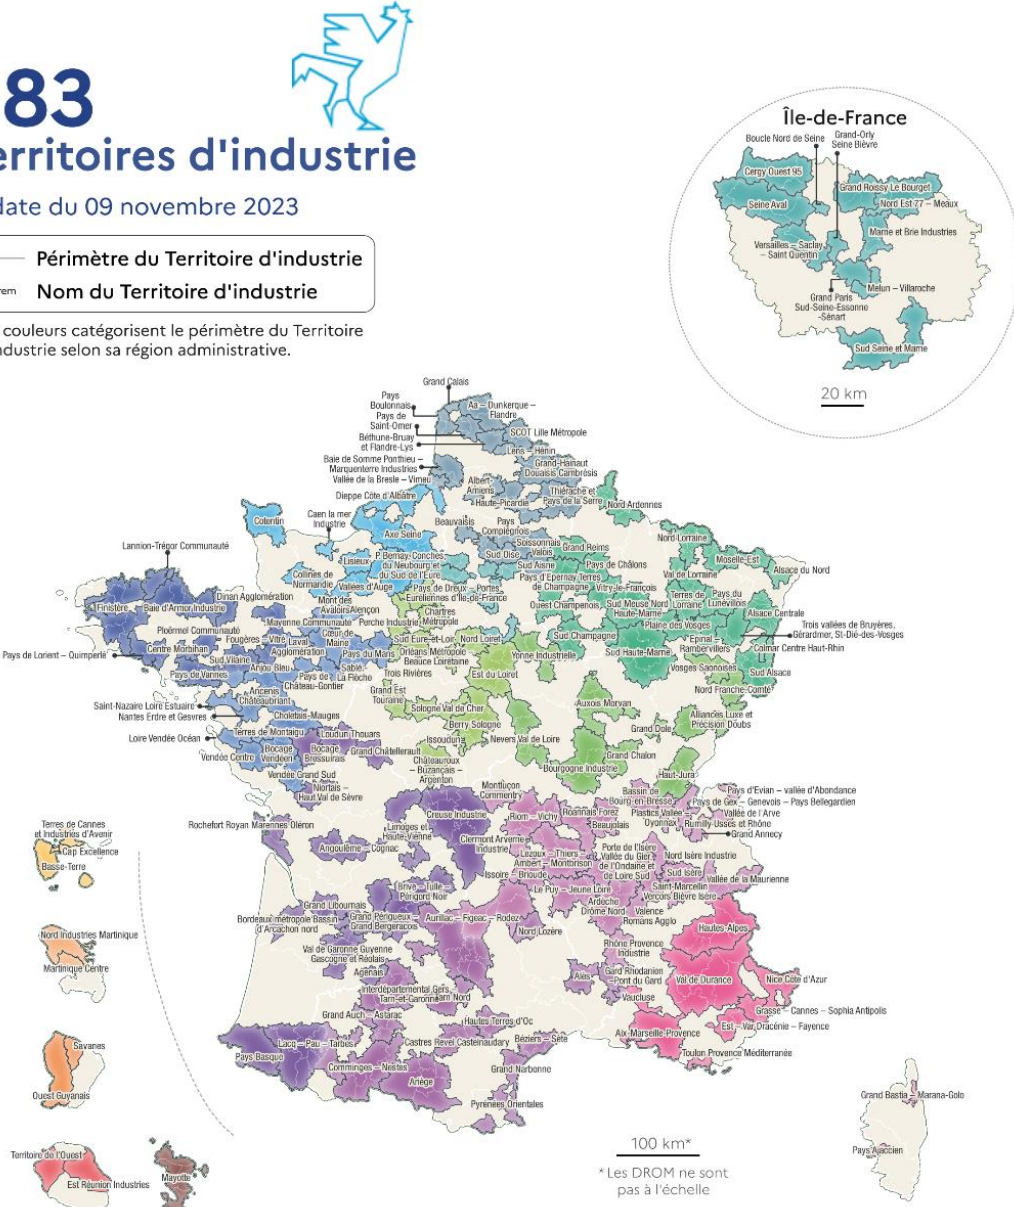 83
erritoires d'industrie
date du 09 novembre 2023
Périmètre du Territoire d'industrie
rem Nom du Territoire d'industrie
couleurs catégorisent le périmètre du Territoire
ndustrie selon sa région administrative.
Île-de-France
Boucle Nord de Seine
Grand-Orly
Seine Bièvre
Cergy Ouest 95
Grand Roissy Le Bourget
Seine Aval
Nord Est 77 – Meaux
Marne et Brie Industries
Versailles – Saclay
– Saint Quentin
Melun – Villaroche
Grand Paris
Sud-Seine-Essonne
-Sénart
Sud Seine et Marne
20 km
Grand Calais
Pays
Boulonnais
Aa – Dunkerque –
Flandre
Pays de
Saint-Omer
SCOT Lille Métropole
Béthune-Bruay
et Flandre-Lys
Lens – Hénin
Baie de Somme Ponthieu –
Marquenterre Industries
Vallée de la Bresle – Vimeu
Grand-Hainaut
Douaisis Cambrésis
Albert-
Amiens
Thiérache et
Pays de la Serre
Haute-Picardie
Nord Ardennes
Dieppe Côte d'Albâtre
Cotentin
Caen la mer
Industrie
Axe Seine
Beauvaisis
Pays
Compiégnois
Soissonnais
Valois
Sud Oise
Sud Aisne
Grand Reims
Nord-Lorraine
Moselle-Est
Alsace du Nord
Lannion-Trégor Communauté
Lisieux
P. Bernay, Conches,
du Neubourg et
du Sud de l'Eure
Collines de
Normandie
Vallées d'Auge
Pays d'Epernay Terres
de Champagne
Pays de Châlons
Val de Lorraine
Vitry-le-François
Pays de Dreux – Portes
Euréliennes d'Île-de-France
Finistère
Baie d'Armor Industrie
Dinan Agglomération
Mont des
Avaloirs
Alençon
Chartres
Métropole
Ouest Champenois
Sud Meuse Nord
Haute-Marne
Terres de
Lorraine
Pays du
Lunévillois
Alsace Centrale
Ploërmel Communauté
Mayenne Communauté
Perche Industrie
Plaine des Vosges
Trois vallées de Bruyères,
Gérardmer, St-Dié-des-Vosges
Fougères – Vitré
Laval
Agglomération
Cœur de
Maine
Sud Eure-et-Loir
Nord Loiret
Sud Champagne
Epinal –
Rambervillers
Pays de Lorient – Quimperlé
Centre Morbihan
Sud Vilaine
Pays du Mans
Orléans Métropole
Beauce Loirétaine
Yonne Industrielle
Sud Haute-Marne
Colmar Centre Haut-Rhin
Pays de Vannes
Anjou Bleu
Pays de
Château-Gontier
Sablé-
La Flèche
Trois Rivières
Est du Loiret
Vosges Saônoises
Sud Alsace
Ancenis
Châteaubriant
Grand Est
Touraine
Nord Franche-Comté
Saint-Nazaire Loire Estuaire
Nantes Erdre et Gesvres
Choletais-Mauges
Sologne Val de Cher
Auxois Morvan
Alliances Luxe et
Précision Doubs
Loire Vendée Océan
Terres de Montaigu
Loudun Thouars
Berry Sologne
Grand Dole
Vendée Centre
Bocage
Vendéen
Bocage
Bressuirais
Grand Châtellerault
Issoudun
Nevers Val de Loire
Grand Chalon
Châteauroux
– Buzançais –
Argenton
Bourgogne Industrie
Haut-Jura
Vendée Grand Sud
Niortais –
Haut Val de Sèvre
Montluçon
Commentry
Bassin de
Bourg-en-Bresse
Pays d'Evian – vallée d'Abondance
Pays de Gex – Genevois – Pays Bellegardien
Rochefort Royan Marennes Oléron
Creuse Industrie
Riom – Vichy
Roannais Forez
Beaujolais
Plastics Vallée
Oyonnax
Vallée de l'Arve
Rumilly-Usses et Rhône
Grand Annecy
Limoges et
Haute-Vienne
Angoulême – Cognac
Clermont Arvernie
Industrie
Lezoux – Thiers –
Ambert – Montbrison
Porte de l'Isère
Vallée du Gier
de l'Ondaine et
de Loire Sud
Nord Isère Industrie
Issoire – Brioude
Sud Isère
Vallée de la Maurienne
Saint-Marcellin
Vercors Bièvre Isère
Brive – Tulle –
Périgord Noir
Le Puy – Jeune Loire
Ardèche
Drôme Nord
Valence
Romans Agglo
Grand Libournais
Bordeaux métropole Bassin
d'Arcachon nord
Grand Périgueux –
Grand Bergeracois
Aurillac – Figeac – Rodez
Nord Lozère
Hautes-Alpes
Val de Garonne Guyenne
Gascogne et Réolais
Rhône Provence
Industrie
Agenais
Alès
Gard Rhodanien
– Pont du Gard
Val de Durance
Nice Côte d'Azur
Interdépartemental Gers,
Tarn-et-Garonne
Tarn Nord
Vaucluse
Grasse – Cannes – Sophia Antipolis
Grand Auch – Astarac
Hautes Terres d'Oc
Est – Var
Dracénie – Fayence
Aix-Marseille-Provence
Lacq – Pau – Tarbes
Castres Revel Castelnaudary
Béziers – Sète
Toulon Provence Méditerranée
Pays Basque
Comminges – Nestes
Ariège
Grand Narbonne
Pyrénées Orientales
Grand Bastia – Marana-Golo
Pays Ajaccien
Terres de Cannes
et Industries d'Avenir
Cap Excellence
Basse-Terre
Nord Industries Martinique
Martinique Centre
Savanes
Ouest Guyanais
Territoire de l'Ouest
Est Réunion Industries
Mayotte
100 km*
* Les DROM ne sont
pas à l'échelle